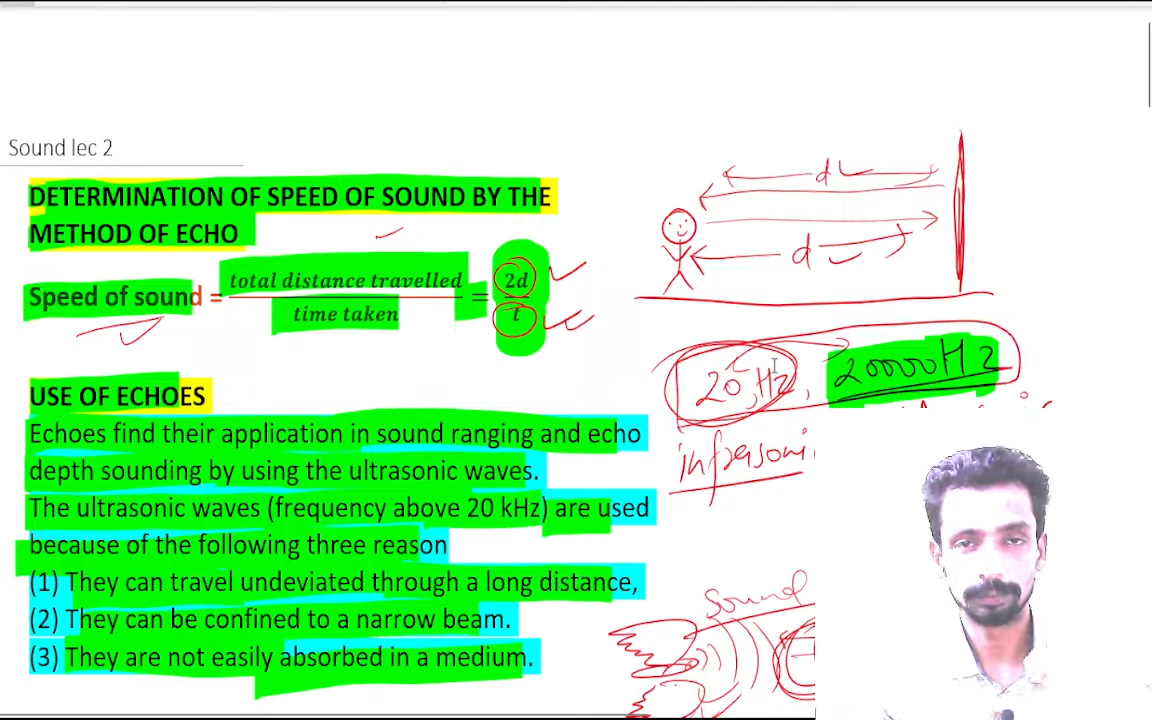 Sound lec 2
DETERMINATION OF SPEED OF SOUND BY THE
METHOD OF ECHO
Speed of sound = total distance travelled / time taken = 2d / t
USE OF ECHOES
Echoes find their application in sound ranging and echo
depth sounding by using the ultrasonic waves.
The ultrasonic waves (frequency above 20 kHz) are used
because of the following three reason
(1) They can travel undeviated through a long distance,
(2) They can be confined to a narrow beam.
(3) They are not easily absorbed in a medium.
d
d
20 Hz, 20000 Hz
infrasoni
sound